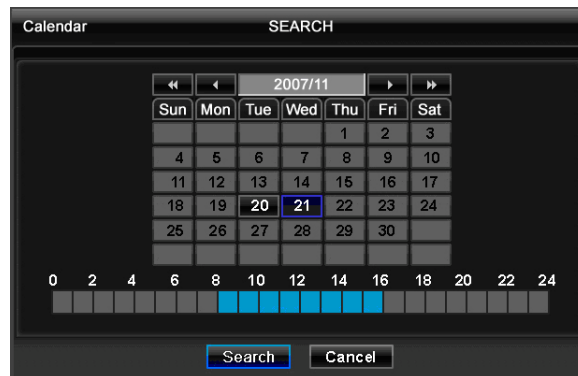 Calendar SEARCH
2007/11
Sun Mon Tue Wed Thu Fri Sat
1 2 3
4 5 6 7 8 9 10
11 12 13 14 15 16 17
18 19 20 21 22 23 24
25 26 27 28 29 30
0 2 4 6 8 10 12 14 16 18 20 22 24
Search Cancel